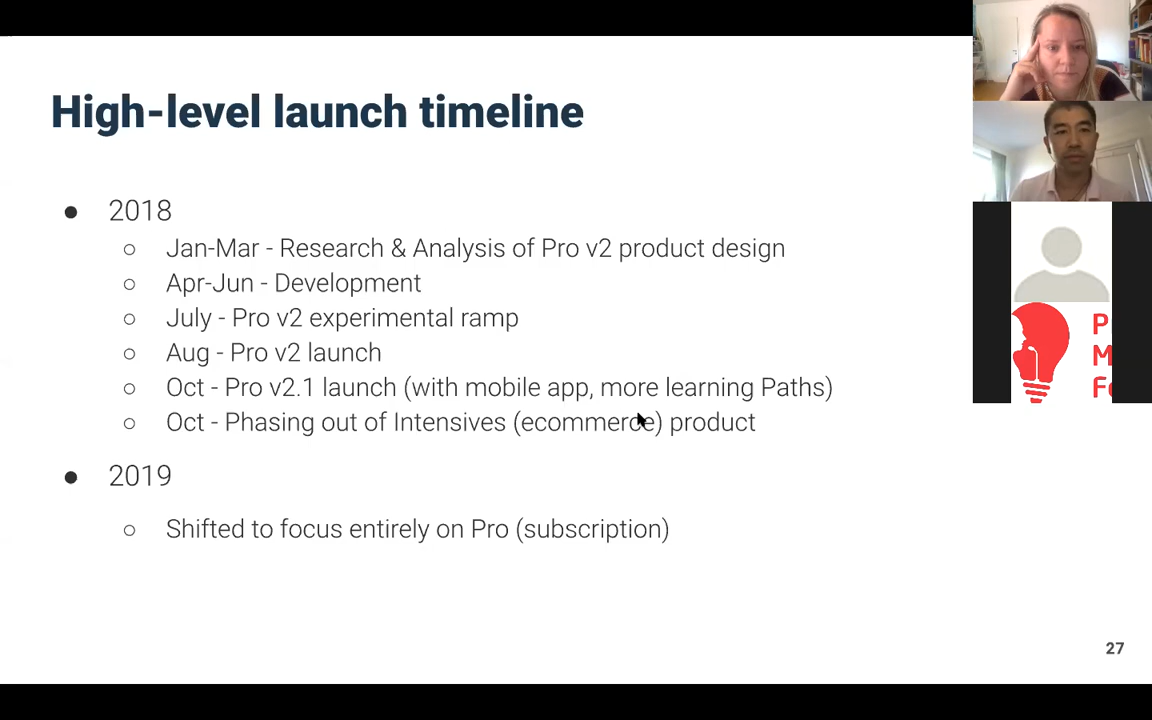 High-level launch timeline
● 2018
○ Jan-Mar - Research & Analysis of Pro v2 product design
○ Apr-Jun - Development
○ July - Pro v2 experimental ramp
○ Aug - Pro v2 launch
○ Oct - Pro v2.1 launch (with mobile app, more learning Paths)
○ Oct - Phasing out of Intensives (ecommerce) product
● 2019
○ Shifted to focus entirely on Pro (subscription)
27
P
M